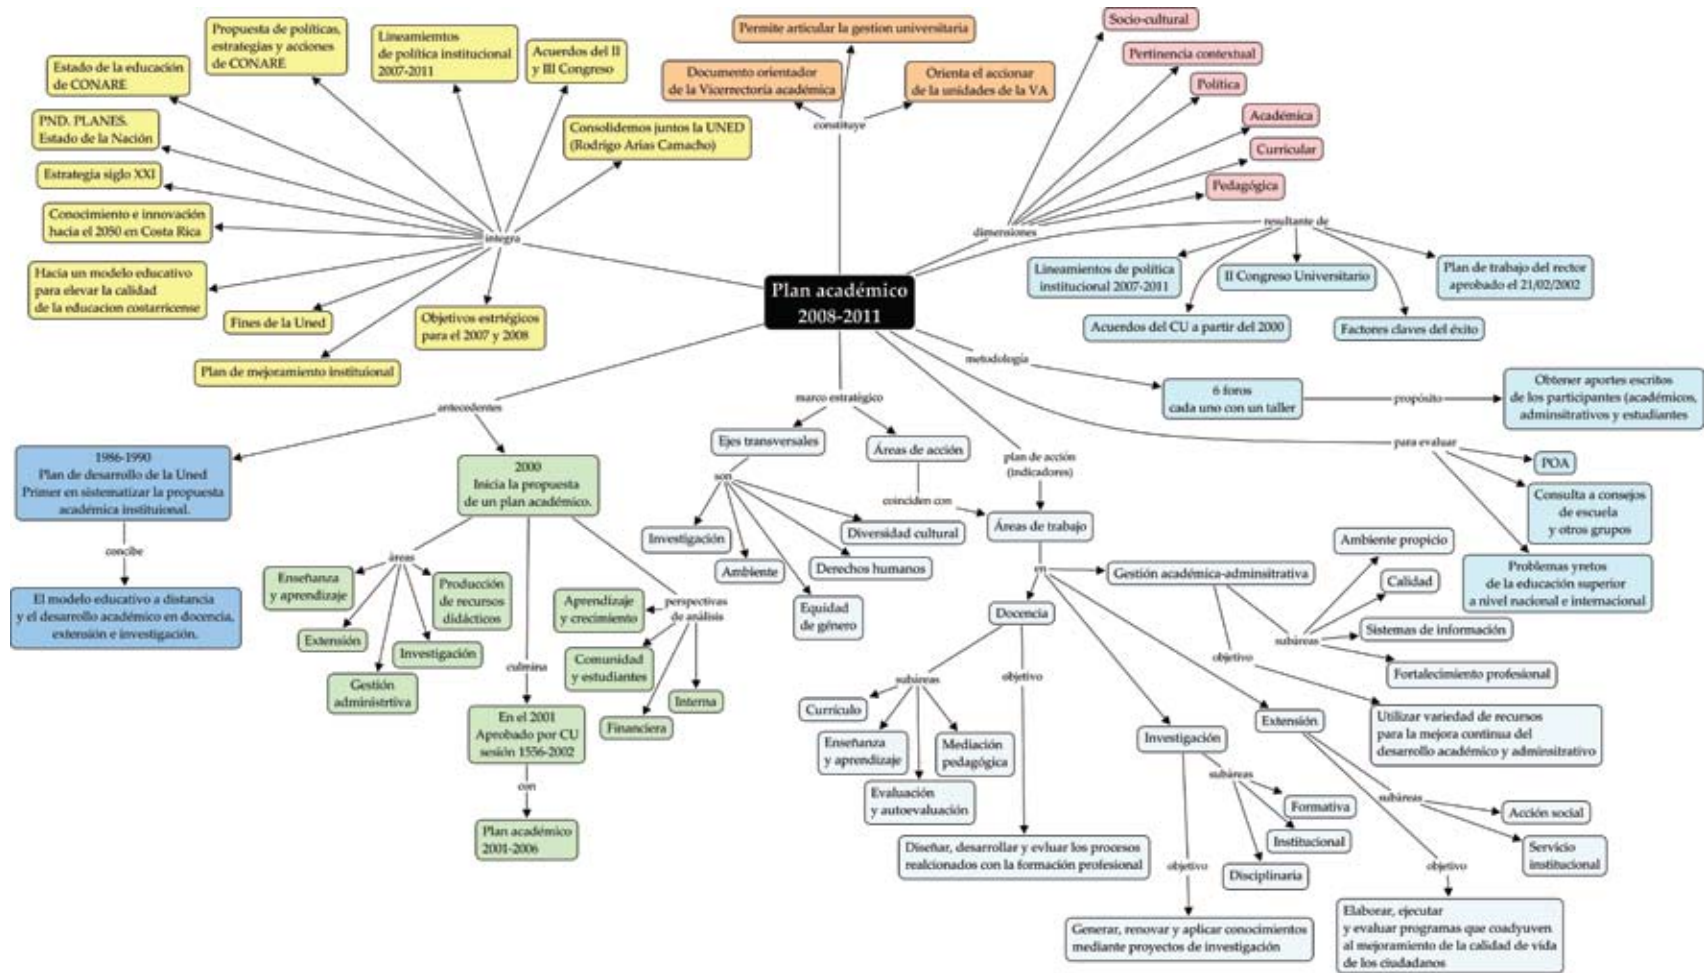 Estado de la educación
de CONARE
Propuesta de políticas,
estrategias y acciones
de CONARE
Lineamientos
de política institucional
2007-2011
Acuerdos del II
y III Congreso
PND. PLANES.
Estado de la Nación
Consolidemos juntos la UNED
(Rodrigo Arias Camacho)
Estrategia siglo XXI
Conocimiento e innovación
hacia el 2050 en Costa Rica
integra
Hacia un modelo educativo
para elevar la calidad
de la educacion costarricense
Fines de la Uned
Objetivos estrtégicos
para el 2007 y 2008
Plan de mejoramiento instituional
Permite articular la gestion universitaria
Documento orientador
de la Vicerrectoría académica
Orienta el accionar
de la unidades de la VA
constituye
Socio-cultural
Pertinencia contextual
Política
Académica
Curricular
Pedagógica
dimensiones
resultante de
Lineamientos de política
institucional 2007-2011
II Congreso Universitario
Plan de trabajo del rector
aprobado el 21/02/2002
Acuerdos del CU a partir del 2000
Factores claves del éxito
Plan académico
2008-2011
metodología
6 foros
cada uno con un taller
propósito
Obtener aportes escritos
de los participantes (académicos,
adminsitrativos y estudiantes
para evaluar
POA
Consulta a consejos
de escuela
y otros grupos
Problemas yretos
de la educación superior
a nivel nacional e internacional
antecedentes
1986-1990
Plan de desarrollo de la Uned
Primer en sistematizar la propuesta
académica instituional.
concibe
El modelo educativo a distancia
y el desarrollo académico en docencia,
extensión e investigación.
2000
Inicia la propuesta
de un plan académico.
áreas
Enseñanza
y aprendizaje
Producción
de recursos
didácticos
Extensión
Investigación
Gestión
administrtiva
culmina
En el 2001
Aprobado por CU
sesión 1556-2002
con
Plan académico
2001-2006
perspectivas
de análisis
Aprendizaje
y crecimiento
Comunidad
y estudiantes
Interna
Financiera
marco estratégico
Ejes transversales
Áreas de acción
son
Investigación
Ambiente
Equidad
de género
Derechos humanos
Diversidad cultural
coinciden con
plan de acción
(indicadores)
Áreas de trabajo
en
Gestión académica-adminsitrativa
Ambiente propicio
Calidad
Sistemas de información
subáreas
Fortalecimiento profesional
objetivo
Utilizar variedad de recursos
para la mejora continua del
desarrollo académico y adminsitrativo
Docencia
subáreas
objetivo
Currículo
Enseñanza
y aprendizaje
Mediación
pedagógica
Evaluación
y autoevaluación
Diseñar, desarrollar y evluar los procesos
realcionados con la formación profesional
Investigación
subáreas
Formativa
Institucional
Disciplinaria
objetivo
Generar, renovar y aplicar conocimientos
mediante proyectos de investigación
Extensión
subáreas
Acción social
Servicio
institucional
objetivo
Elaborar, ejecutar
y evaluar programas que coadyuven
al mejoramiento de la calidad de vida
de los ciudadanos